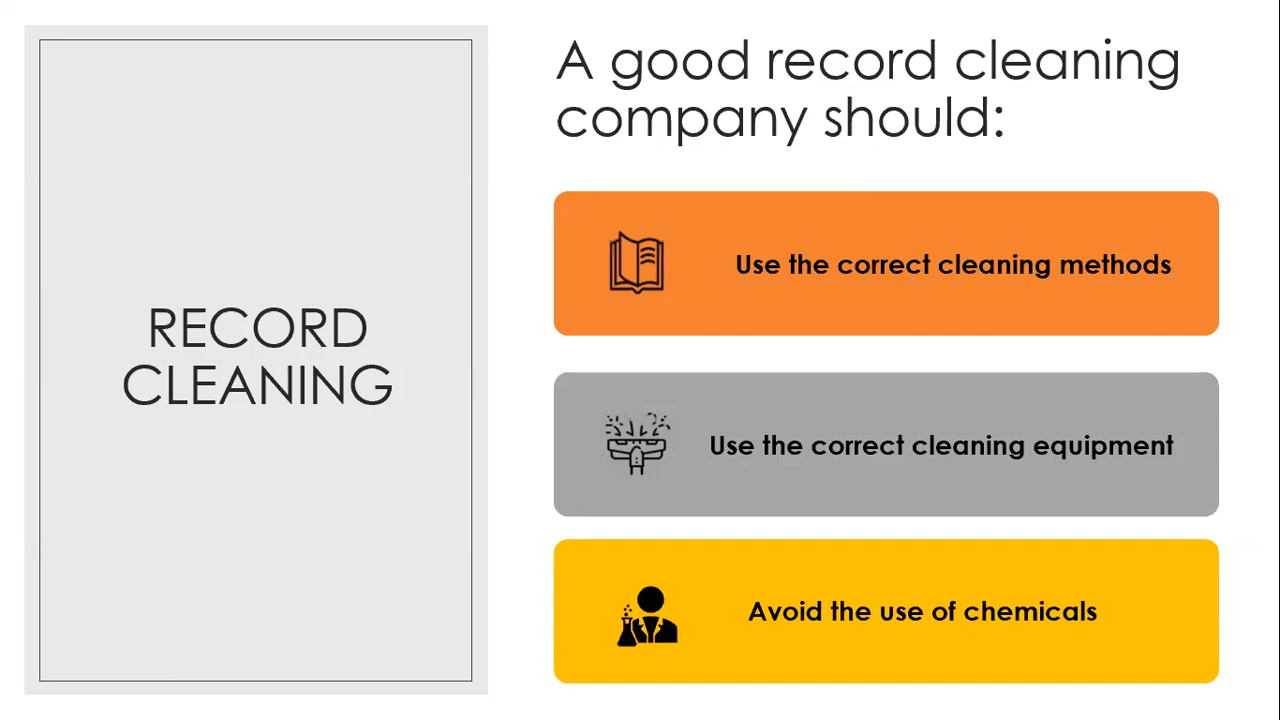 RECORD
CLEANING
A good record cleaning
company should:
Use the correct cleaning methods
Use the correct cleaning equipment
Avoid the use of chemicals